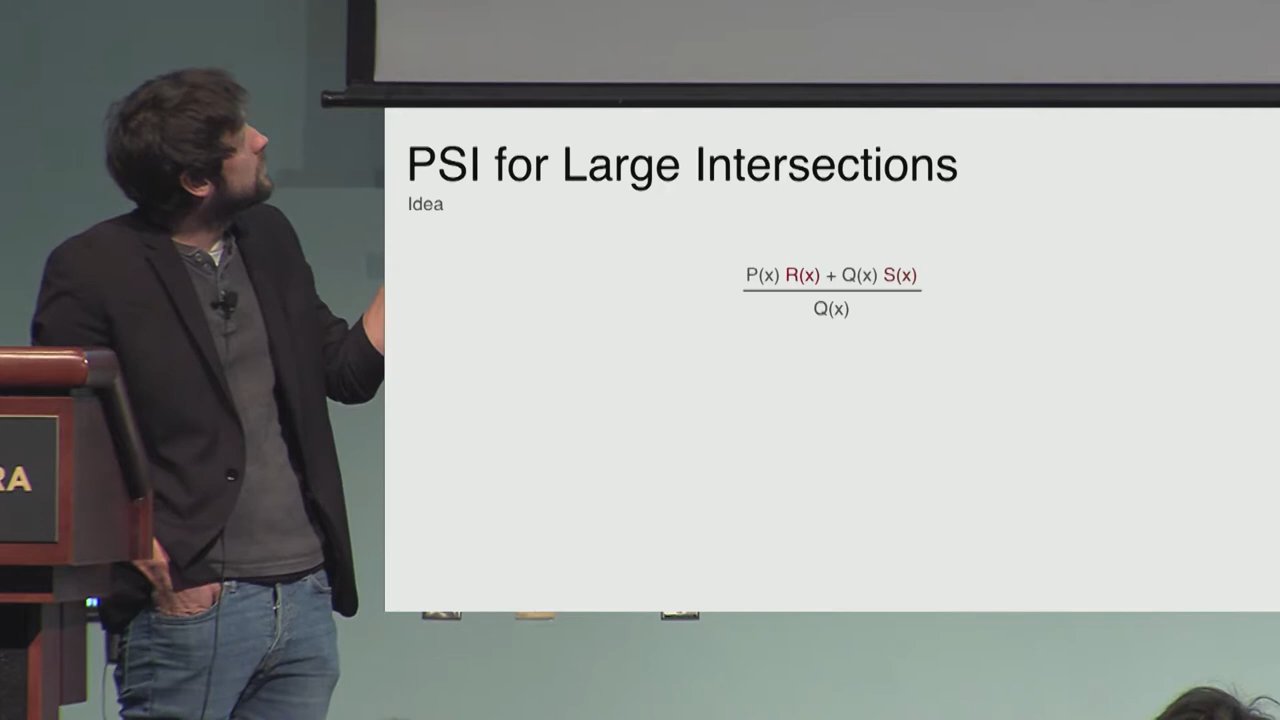 PSI for Large Intersections
Idea
P(x) R(x) + Q(x) S(x)
Q(x)
RA